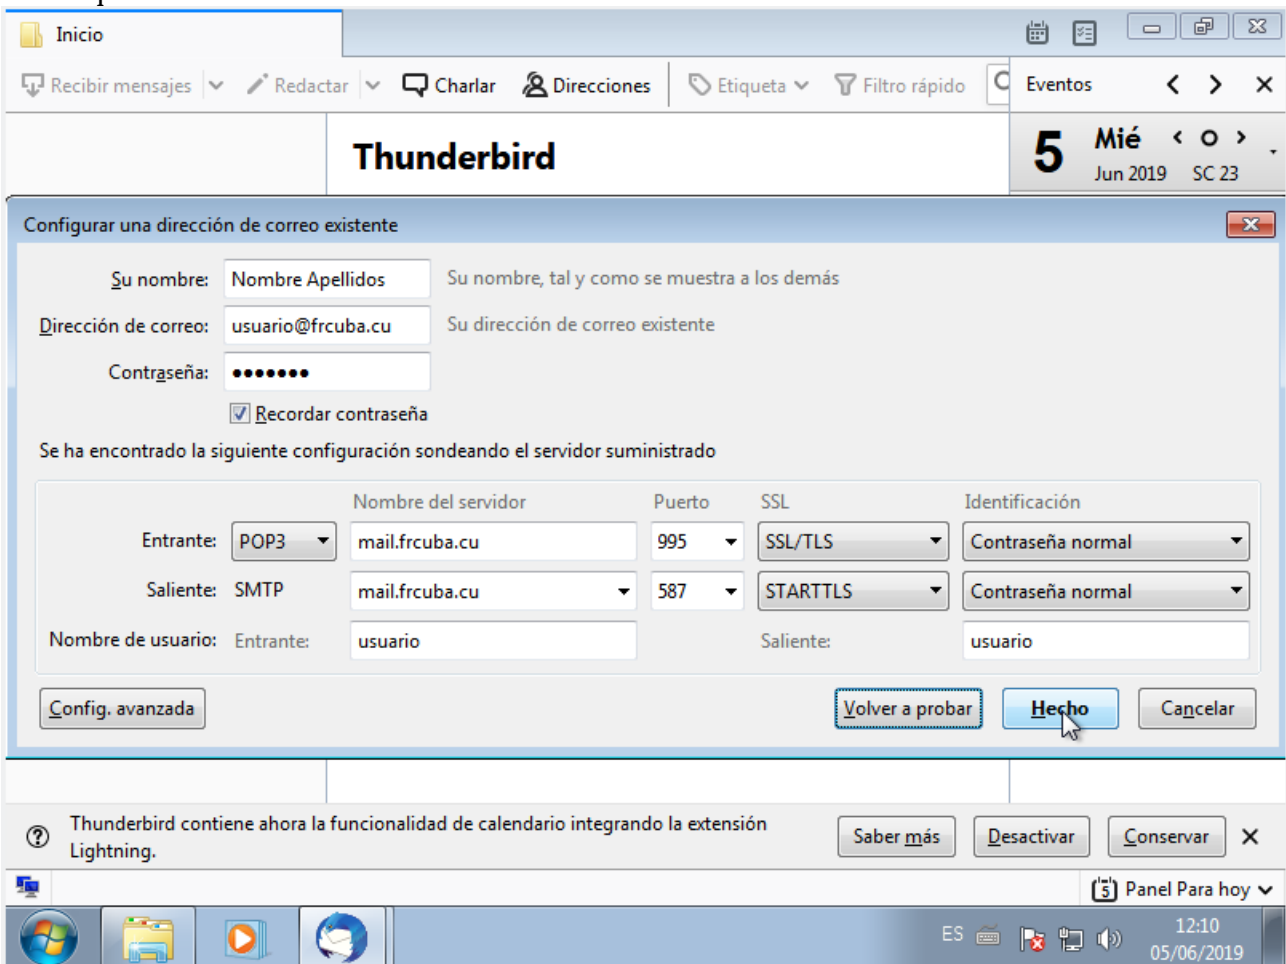 Inicio
Recibir mensajes Redactar Charlar Direcciones Etiqueta Filtro rápido Eventos
Thunderbird
5 Mié
Jun 2019 SC 23
Configurar una dirección de correo existente
Su nombre: Nombre Apellidos Su nombre, tal y como se muestra a los demás
Dirección de correo: usuario@frcuba.cu Su dirección de correo existente
Contraseña: •••••••
Recordar contraseña
Se ha encontrado la siguiente configuración sondeando el servidor suministrado
Nombre del servidor Puerto SSL Identificación
Entrante: POP3 mail.frcuba.cu 995 SSL/TLS Contraseña normal
Saliente: SMTP mail.frcuba.cu 587 STARTTLS Contraseña normal
Nombre de usuario: Entrante: usuario Saliente: usuario
Config. avanzada Volver a probar Hecho Cancelar
Thunderbird contiene ahora la funcionalidad de calendario integrando la extensión
Lightning.
Saber más Desactivar Conservar
5 Panel Para hoy
ES 12:10
05/06/2019